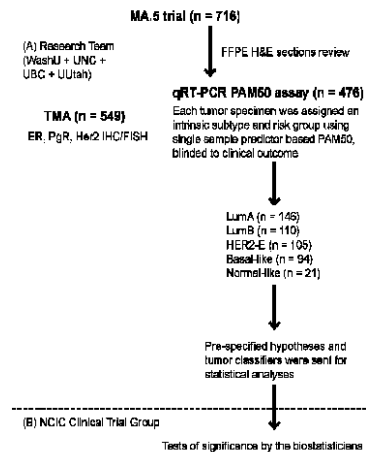 MA.5 trial (n = 716)
(A) Research Team
(WashU + UNC +
UBC + UUtah)
FFPE H&E sections review
qRT-PCR PAM50 assay (n = 476)
TMA (n = 549)
ER, PgR, Her2 IHC/FISH
Each tumor specimen was assigned an
intrinsic subtype and risk group using
single sample predictor based PAM50,
blinded to clinical outcome
LumA (n = 146)
LumB (n = 110)
HER2-E (n = 105)
Basal-like (n = 94)
Normal-like (n = 21)
Pre-specified hypotheses and
tumor classifiers were sent for
statistical analyses
(B) NCIC Clinical Trial Group
Tests of significance by the biostatisticians